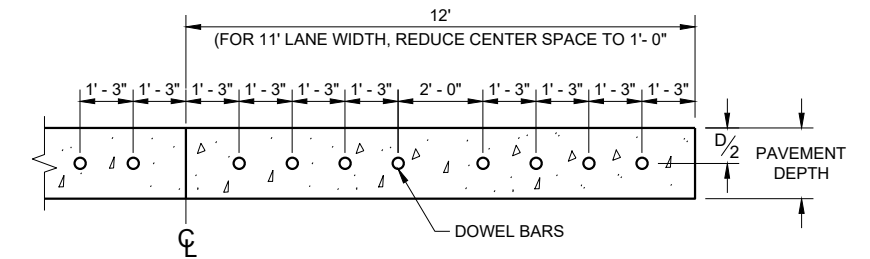 12'
(FOR 11' LANE WIDTH, REDUCE CENTER SPACE TO 1'- 0"
1' - 3" 1' - 3" 1' - 3" 1' - 3" 1' - 3" 1' - 3" 2' - 0" 1' - 3" 1' - 3" 1' - 3" 1' - 3"
D/2
PAVEMENT
DEPTH
DOWEL BARS
℄